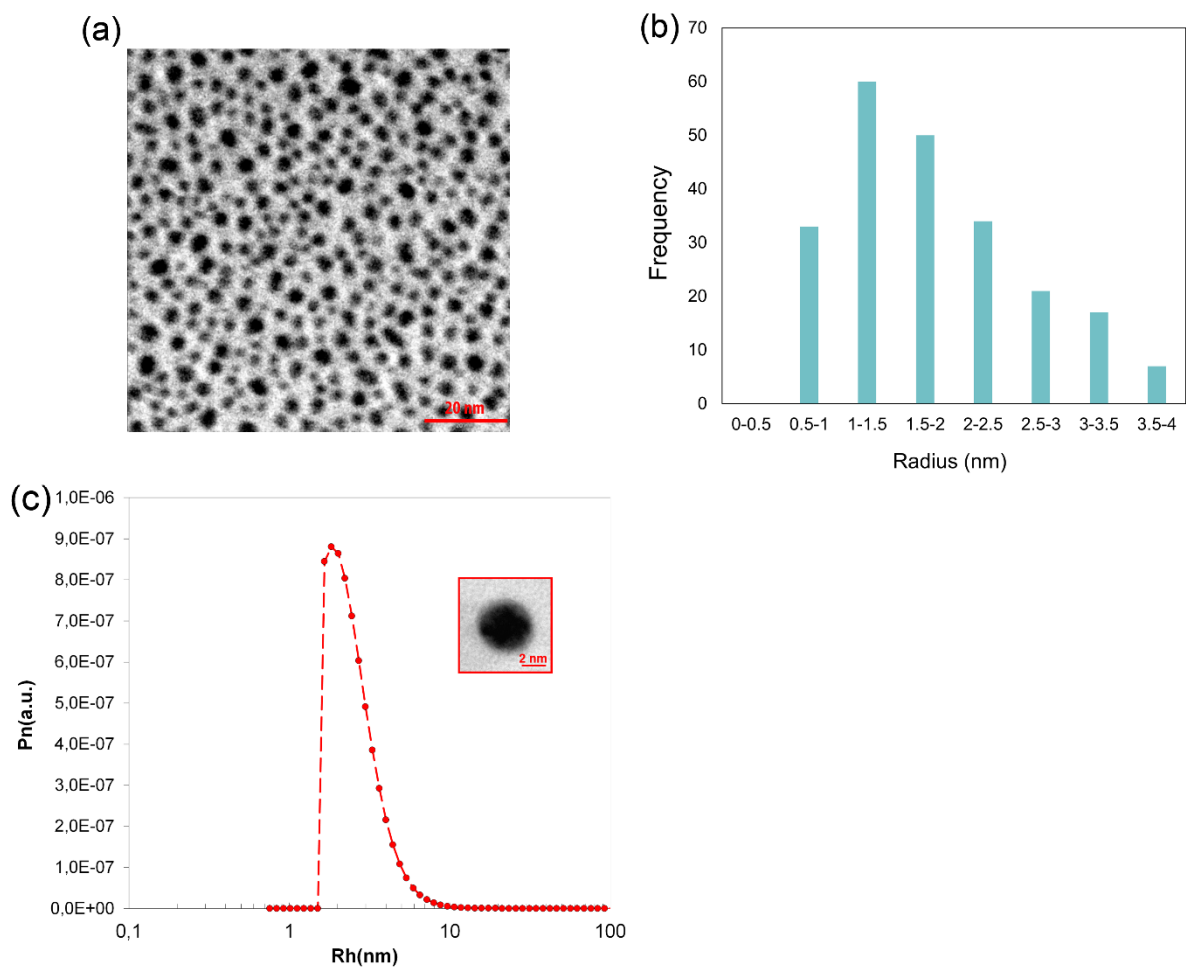 (a)
20 nm
(b)
70
60
50
40
30
20
10
0
Frequency
0-0.5 0.5-1 1-1.5 1.5-2 2-2.5 2.5-3 3-3.5 3.5-4
Radius (nm)
(c)
1,0E-06
9,0E-07
8,0E-07
7,0E-07
6,0E-07
5,0E-07
4,0E-07
3,0E-07
2,0E-07
1,0E-07
0,0E+00
Pn(a.u.)
2 nm
0,1 1 10 100
Rh(nm)